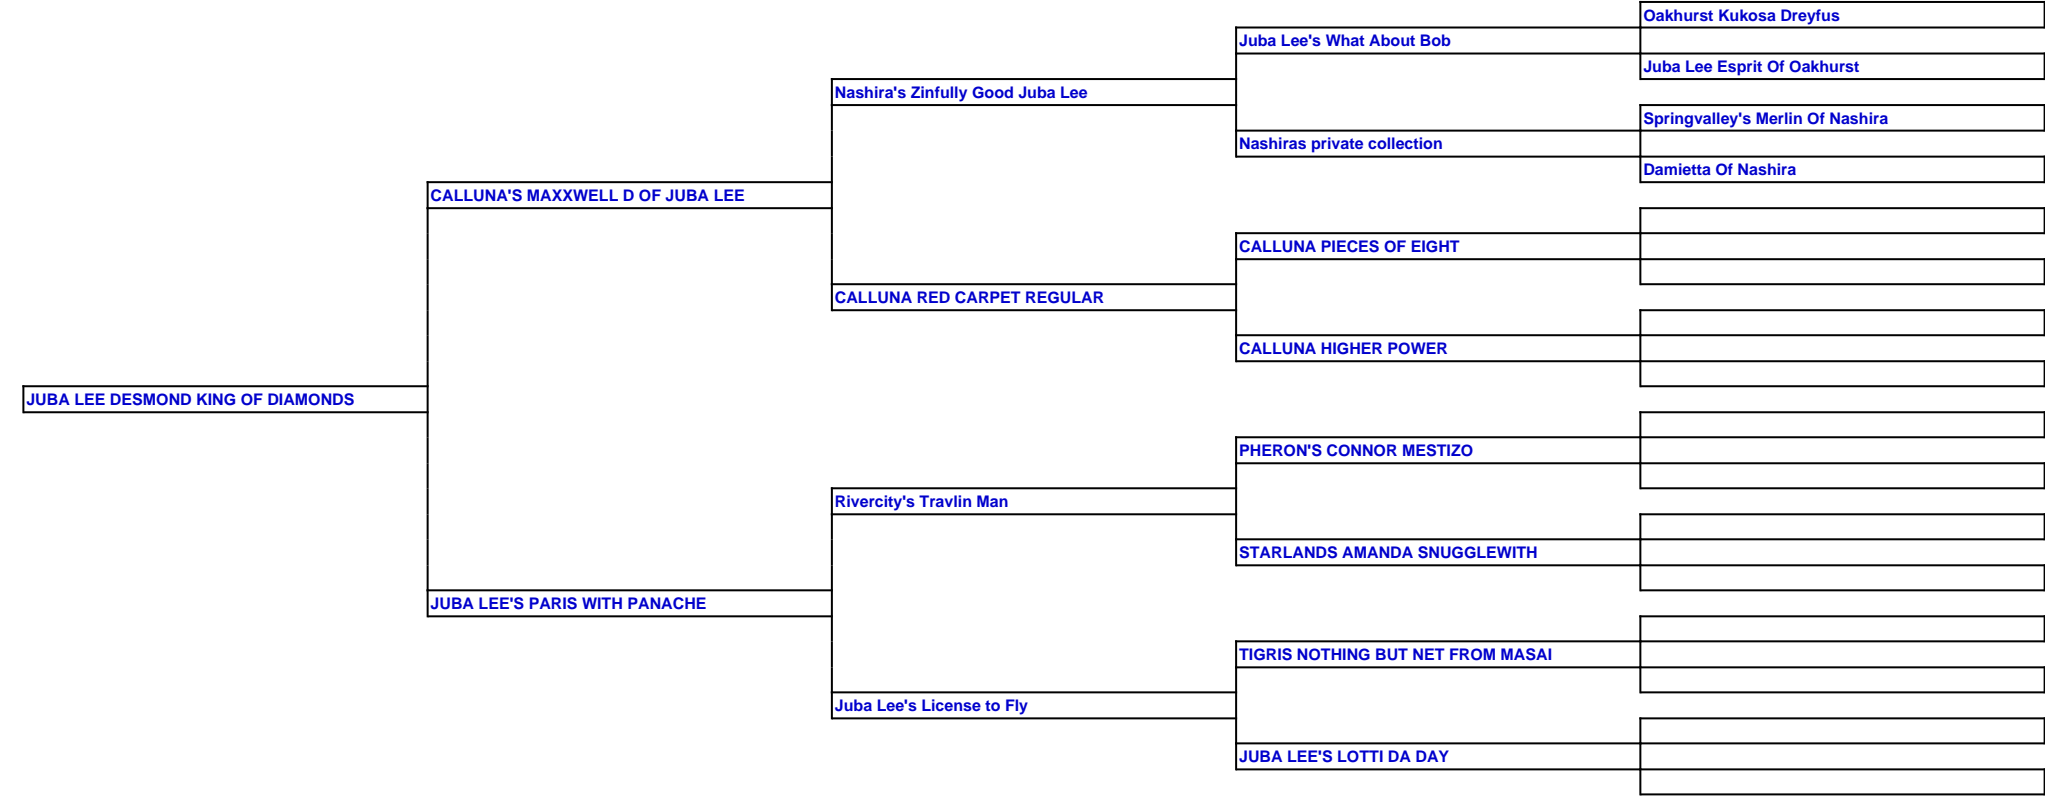 Oakhurst Kukosa Dreyfus
Juba Lee's What About Bob
Juba Lee Esprit Of Oakhurst
Nashira's Zinfully Good Juba Lee
Springvalley's Merlin Of Nashira
Nashiras private collection
Damietta Of Nashira
CALLUNA'S MAXXWELL D OF JUBA LEE
CALLUNA PIECES OF EIGHT
CALLUNA RED CARPET REGULAR
CALLUNA HIGHER POWER
JUBA LEE DESMOND KING OF DIAMONDS
PHERON'S CONNOR MESTIZO
Rivercity's Travlin Man
STARLANDS AMANDA SNUGGLEWITH
JUBA LEE'S PARIS WITH PANACHE
TIGRIS NOTHING BUT NET FROM MASAI
Juba Lee's License to Fly
JUBA LEE'S LOTTI DA DAY